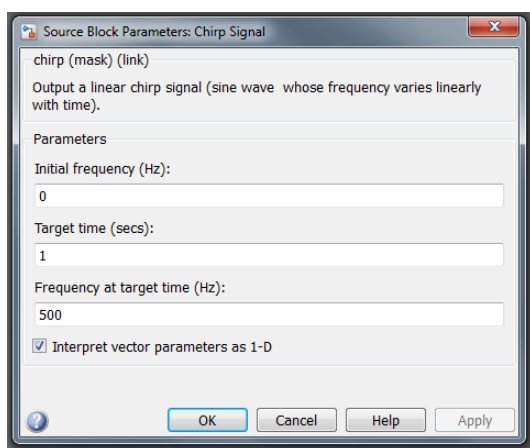 Source Block Parameters: Chirp Signal
chirp (mask) (link)
Output a linear chirp signal (sine wave  whose frequency varies linearly
with time).
Parameters
Initial frequency (Hz):
0
Target time (secs):
1
Frequency at target time (Hz):
500
Interpret vector parameters as 1-D
OK Cancel Help Apply